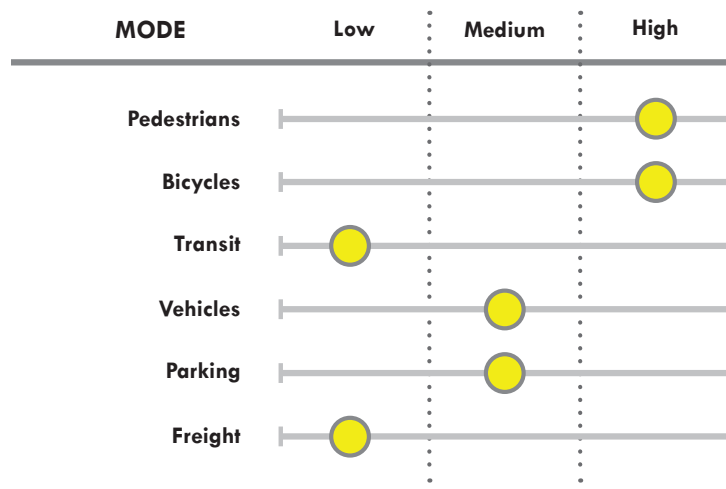 MODE Low Medium High
Pedestrians
Bicycles
Transit
Vehicles
Parking
Freight